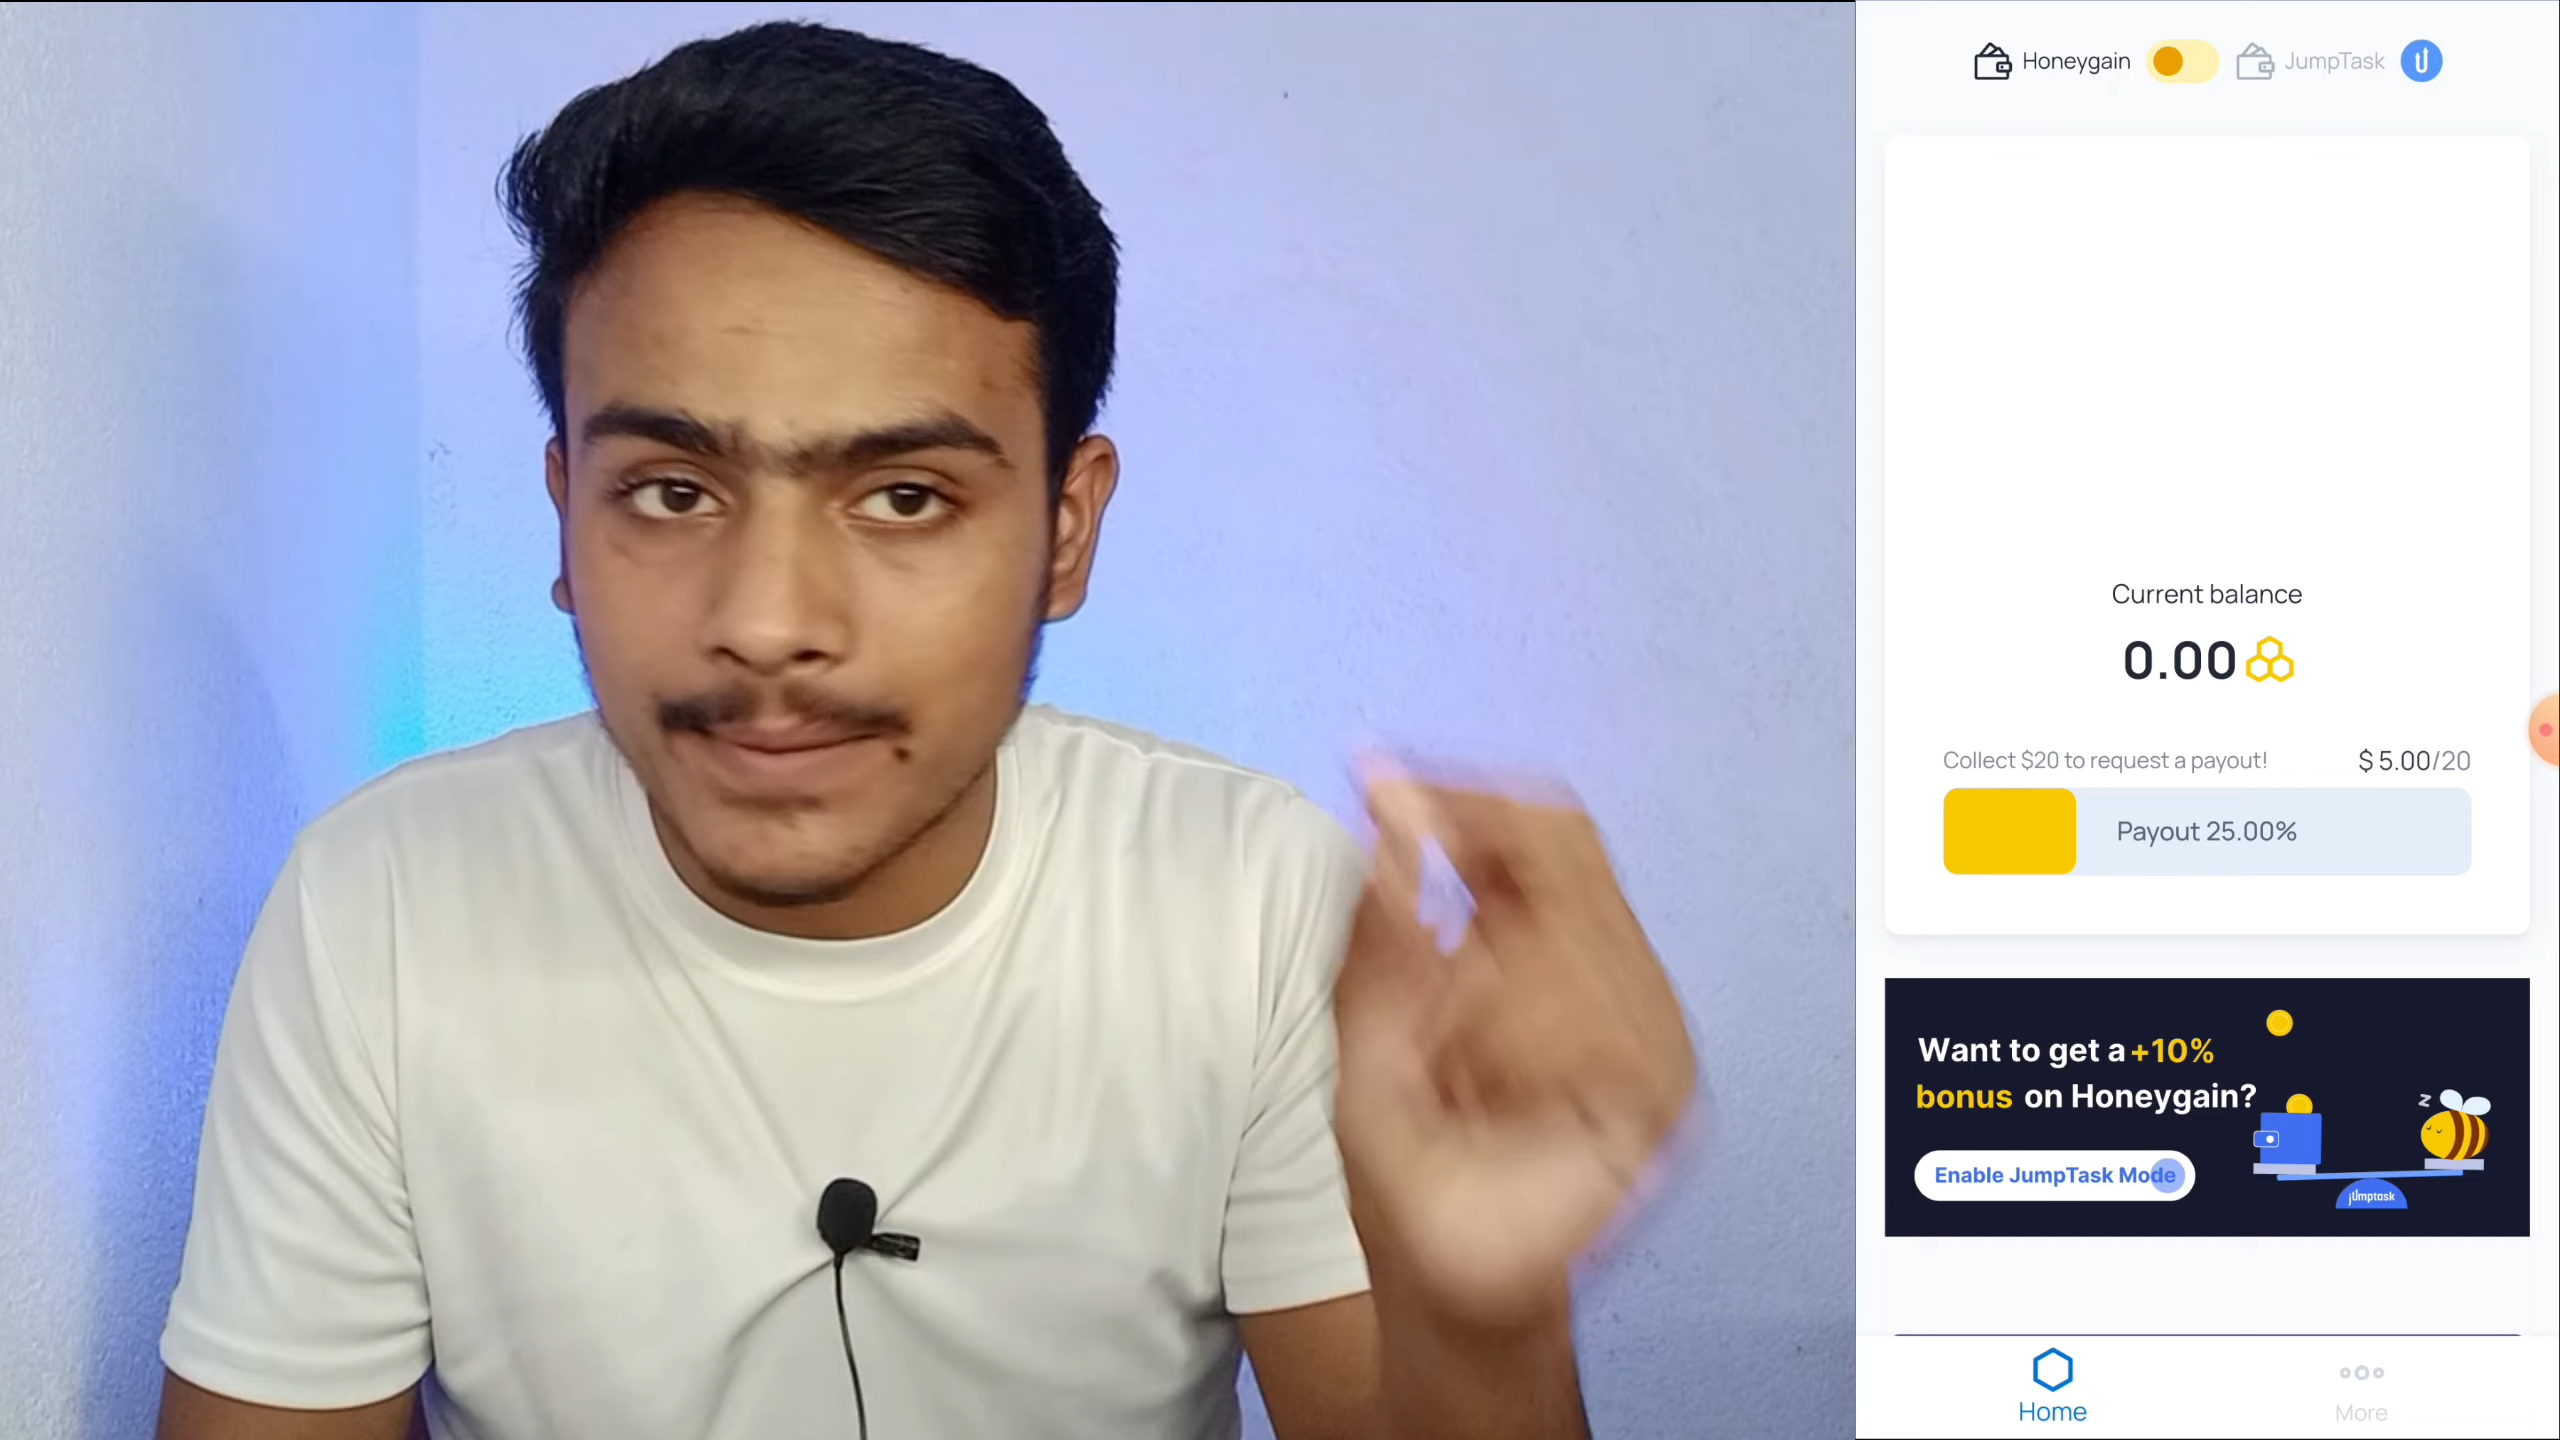 Honeygain JumpTask
Current balance
0.00
Collect $20 to request a payout! $ 5.00/20
Payout 25.00%
Want to get a +10%
bonus on Honeygain?
Enable JumpTask Mode
z
jUmptask
Home More